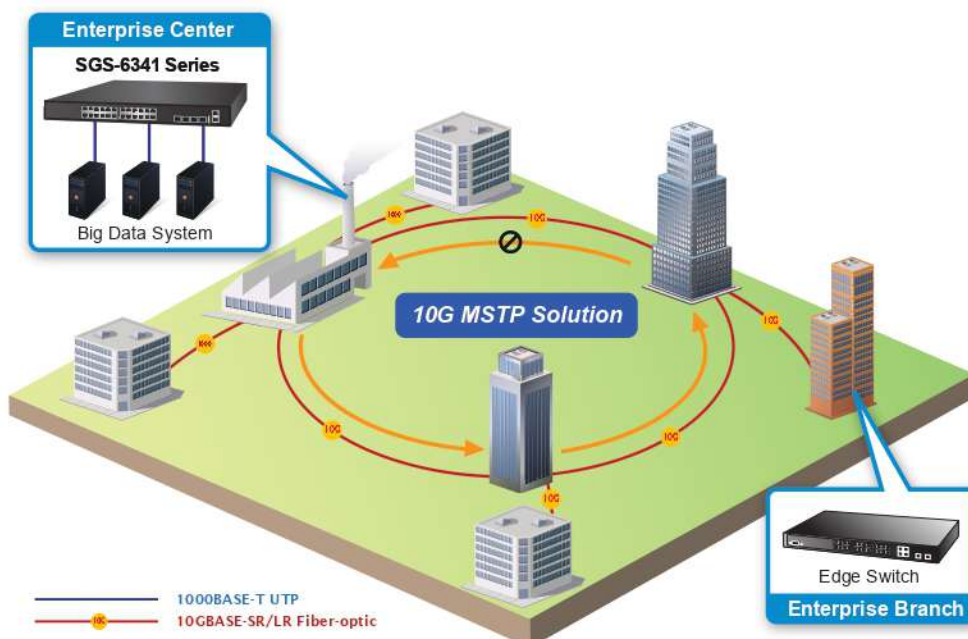 Enterprise Center
SGS-6341 Series
Big Data System
10G
10G
10G MSTP Solution
10G
10G
10G
Edge Switch
Enterprise Branch
1000BASE-T UTP
10GBASE-SR/LR Fiber-optic